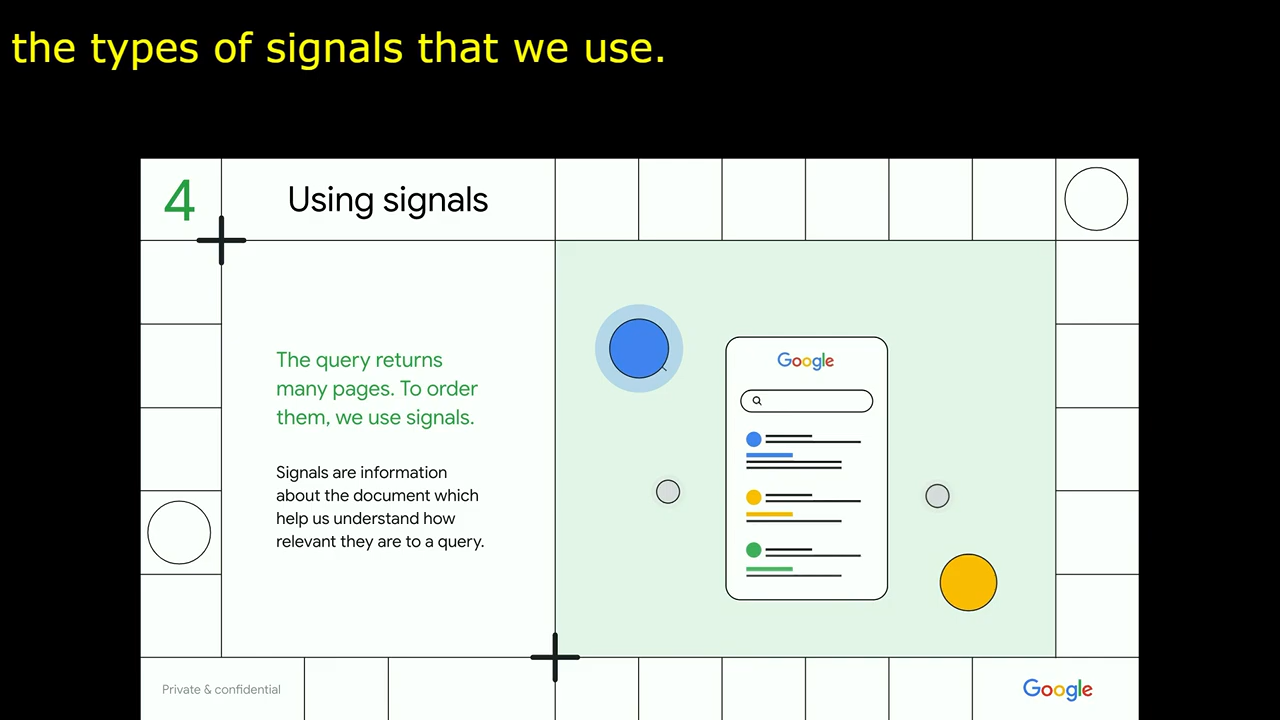 the types of signals that we use.
4
Using signals
The query returns
many pages. To order
them, we use signals.
Signals are information
about the document which
help us understand how
relevant they are to a query.
Google
Private & confidential
Google